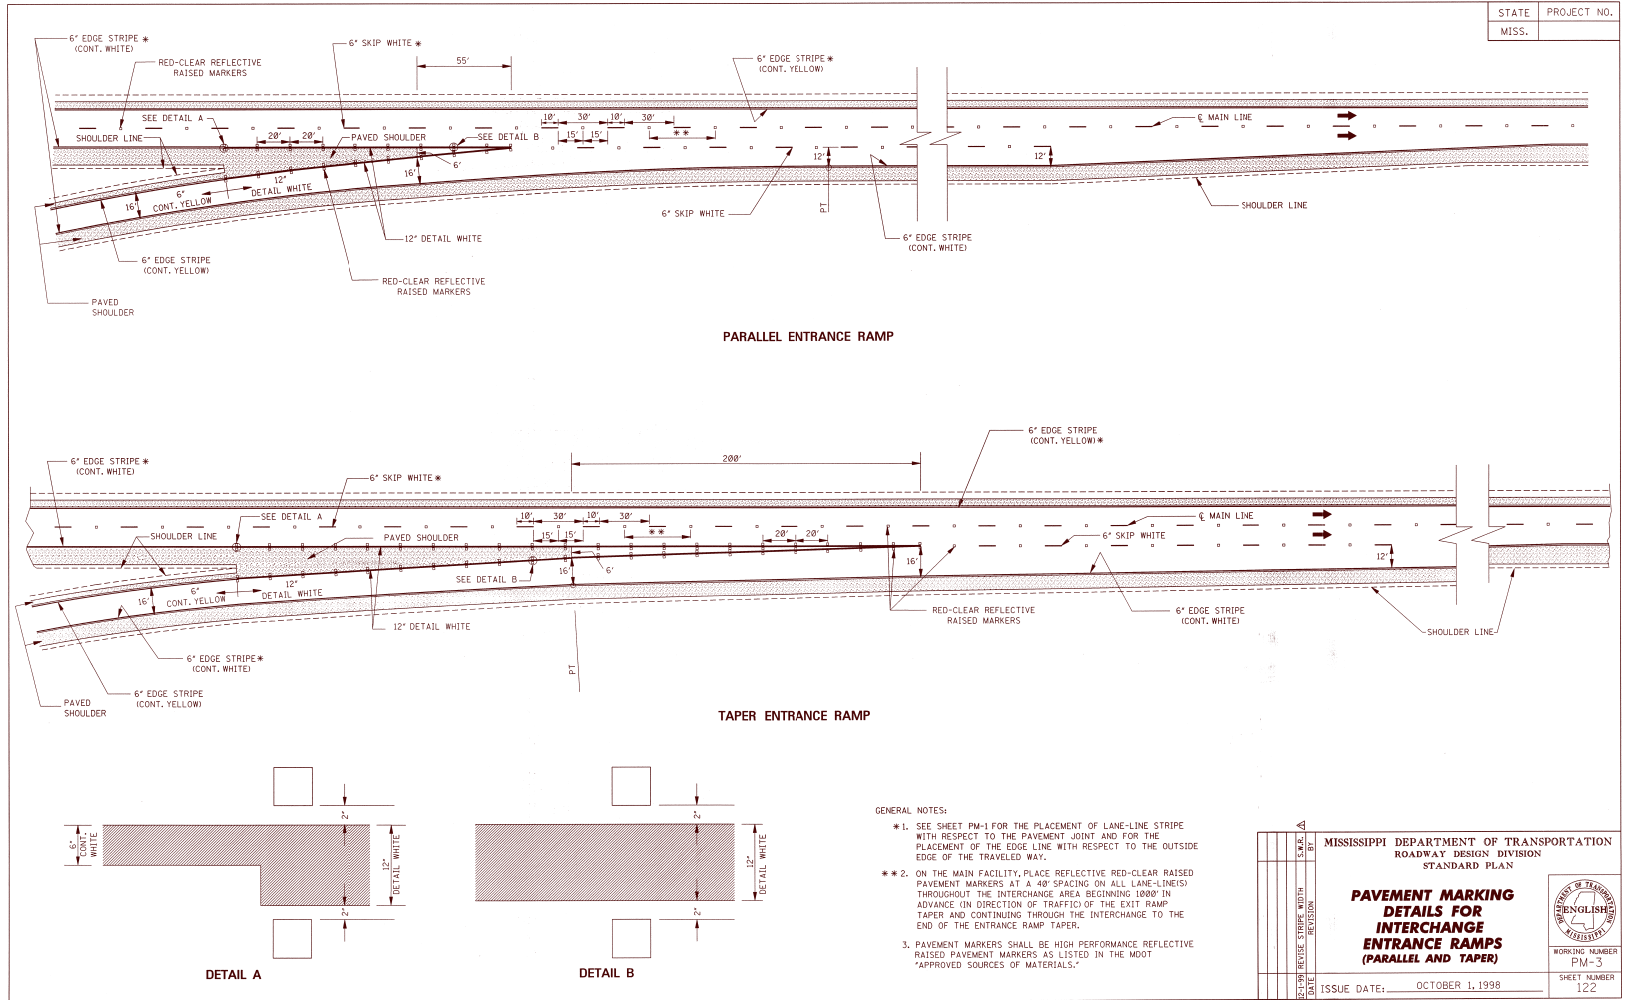 STATE PROJECT NO.
MISS.
6" EDGE STRIPE *
(CONT. WHITE)
RED-CLEAR REFLECTIVE
RAISED MARKERS
6" SKIP WHITE *
55'
6" EDGE STRIPE *
(CONT. YELLOW)
SEE DETAIL A
SHOULDER LINE
20' 20'
PAVED SHOULDER
SEE DETAIL B
10' 30' 10' 30'
15' 15'
* *
℄ MAIN LINE
12'
12'
6'
16'
12"
DETAIL WHITE
6"
CONT. YELLOW
16'
PT
6" SKIP WHITE
SHOULDER LINE
12" DETAIL WHITE
6" EDGE STRIPE
(CONT. WHITE)
6" EDGE STRIPE
(CONT. YELLOW)
RED-CLEAR REFLECTIVE
RAISED MARKERS
PAVED
SHOULDER
PARALLEL ENTRANCE RAMP
6" EDGE STRIPE
(CONT. YELLOW) *
6" EDGE STRIPE *
(CONT. WHITE)
200'
6" SKIP WHITE *
SEE DETAIL A
SHOULDER LINE
PAVED SHOULDER
10' 30' 10' 30'
15' 15'
* *
20' 20'
℄ MAIN LINE
6" SKIP WHITE
12'
SEE DETAIL B
16'
6'
16'
12"
DETAIL WHITE
6"
CONT. YELLOW
16'
12" DETAIL WHITE
RED-CLEAR REFLECTIVE
RAISED MARKERS
6" EDGE STRIPE
(CONT. WHITE)
SHOULDER LINE
6" EDGE STRIPE *
(CONT. WHITE)
PT
6" EDGE STRIPE
(CONT. YELLOW)
PAVED
SHOULDER
TAPER ENTRANCE RAMP
2"
6"
CONT.
WHITE
12"
DETAIL WHITE
2"
DETAIL A
2"
12"
DETAIL WHITE
2"
DETAIL B
GENERAL NOTES:
* 1. SEE SHEET PM-1 FOR THE PLACEMENT OF LANE-LINE STRIPE
WITH RESPECT TO THE PAVEMENT JOINT AND FOR THE
PLACEMENT OF THE EDGE LINE WITH RESPECT TO THE OUTSIDE
EDGE OF THE TRAVELED WAY.
* * 2. ON THE MAIN FACILITY, PLACE REFLECTIVE RED-CLEAR RAISED
PAVEMENT MARKERS AT A 40' SPACING ON ALL LANE-LINE(S)
THROUGHOUT THE INTERCHANGE AREA BEGINNING 1000' IN
ADVANCE (IN DIRECTION OF TRAFFIC) OF THE EXIT RAMP
TAPER AND CONTINUING THROUGH THE INTERCHANGE TO THE
END OF THE ENTRANCE RAMP TAPER.
3. PAVEMENT MARKERS SHALL BE HIGH PERFORMANCE REFLECTIVE
RAISED PAVEMENT MARKERS AS LISTED IN THE MDOT
"APPROVED SOURCES OF MATERIALS."
S.W.R. BY
REVISE STRIPE WIDTH REVISION
12-1-99 DATE
MISSISSIPPI DEPARTMENT OF TRANSPORTATION
ROADWAY DESIGN DIVISION
STANDARD PLAN
PAVEMENT MARKING
DETAILS FOR
INTERCHANGE
ENTRANCE RAMPS
(PARALLEL AND TAPER)
ISSUE DATE: OCTOBER 1, 1998
DEPARTMENT OF TRANSPORTATION
ENGLISH
MISSISSIPPI
WORKING NUMBER
PM-3
SHEET NUMBER
122